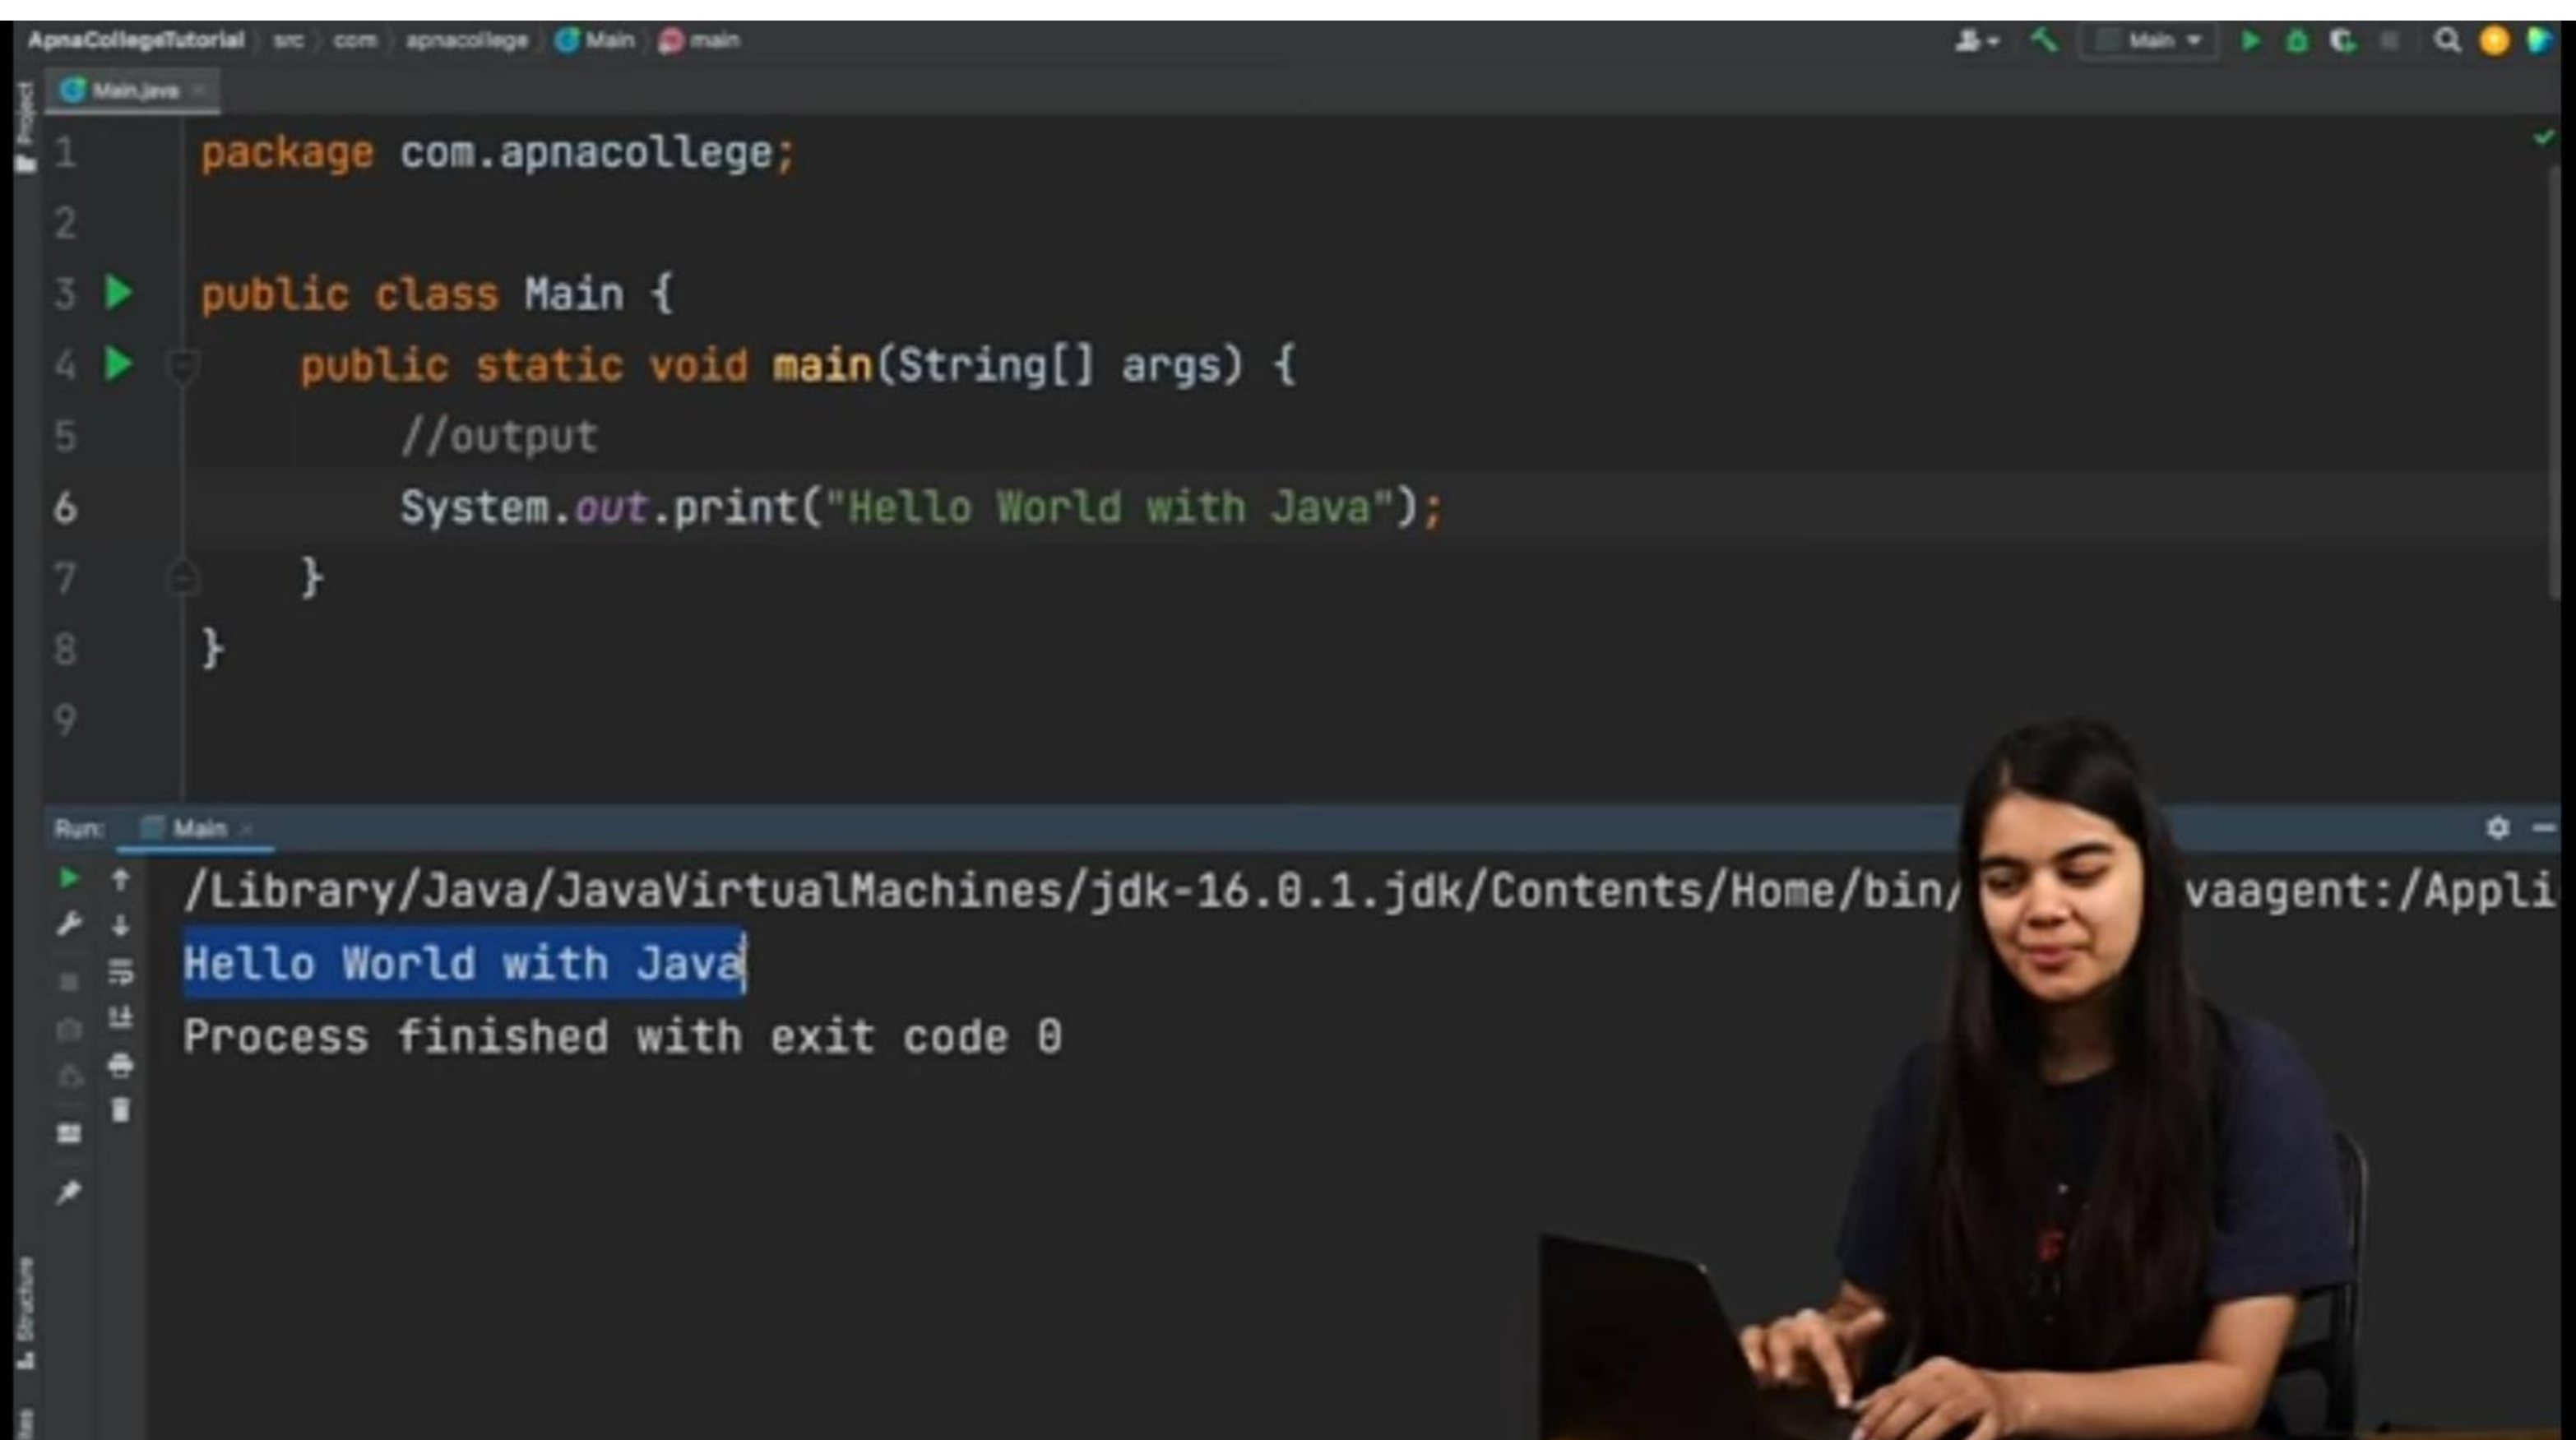 ApnaCollegeTutorial src com apnacollege Main main
Main
Project
Main.java
1 package com.apnacollege;
2
3 public class Main {
4 public static void main(String[] args) {
5 //output
6 System.out.print("Hello World with Java");
7 }
8 }
9
Run: Main
/Library/Java/JavaVirtualMachines/jdk-16.0.1.jdk/Contents/Home/bin/ vaagent:/Appli
Hello World with Java
Process finished with exit code 0
Structure